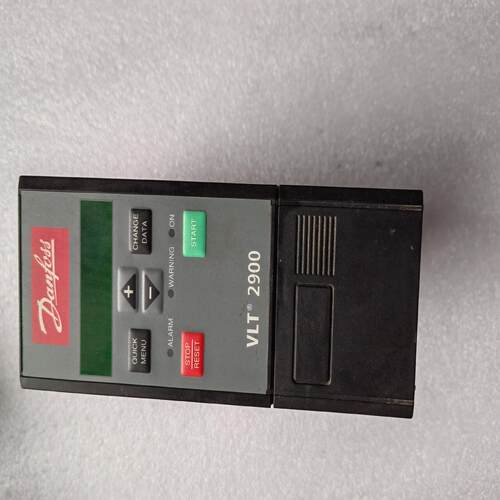 Danfoss
QUICK
MENU
+
−
CHANGE
DATA
ALARM
WARNING
ON
STOP
RESET
START
VLT® 2900